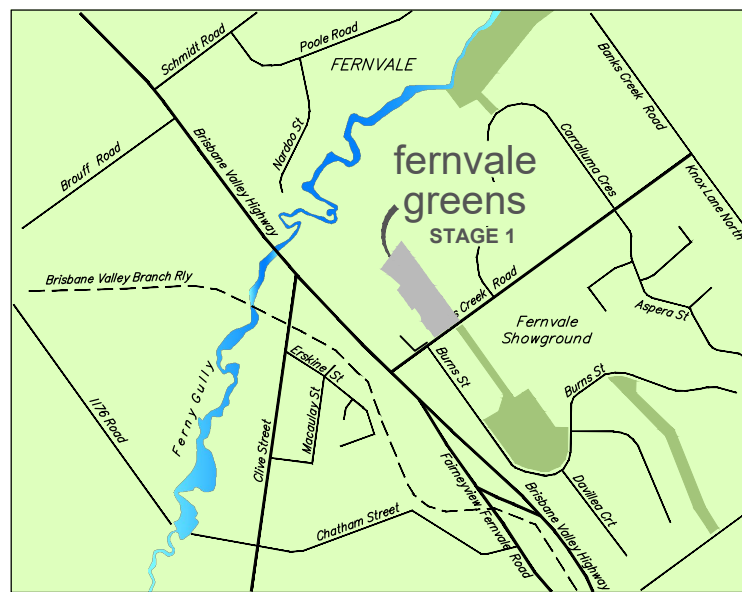 Schmidt Road
Poole Road
FERNVALE
Banks Creek Road
Nardoo St
Brouff Road
Brisbane Valley Highway
Carralluma Cres
fernvale
greens
STAGE 1
Knox Lane North
Brisbane Valley Branch Rly
s Creek Road
Aspera St
Fernvale
Showground
Erskine St
Burns St
Burns St
1176 Road
Ferny Gully
Macaulay St
Clive Street
Fairneyview Fernvale Road
Davillea Crt
Brisbane Valley Highway
Chatham Street